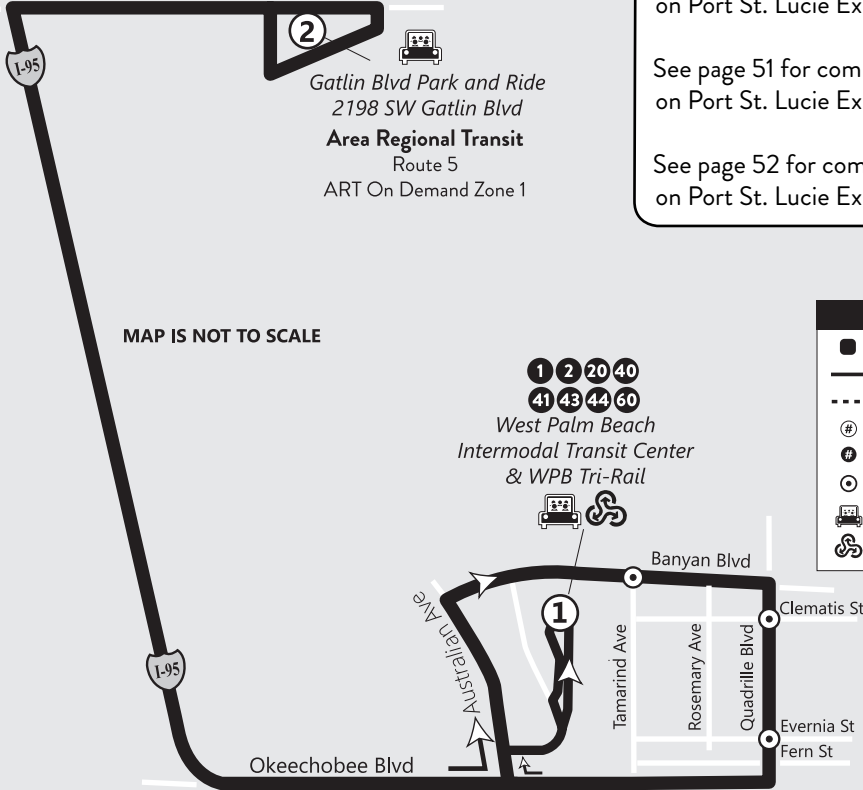 on Port St. Lucie Ex
2
I-95
Gatlin Blvd Park and Ride
2198 SW Gatlin Blvd
Area Regional Transit
Route 5
ART On Demand Zone 1
See page 51 for com
on Port St. Lucie Ex
See page 52 for com
on Port St. Lucie Ex
MAP IS NOT TO SCALE
1 2 20 40
41 43 44 60
West Palm Beach
Intermodal Transit Center
& WPB Tri-Rail
#
#
Banyan Blvd
Australian Ave
1
Clematis St
Tamarind Ave
Rosemary Ave
Quadrille Blvd
I-95
Evernia St
Fern St
Okeechobee Blvd